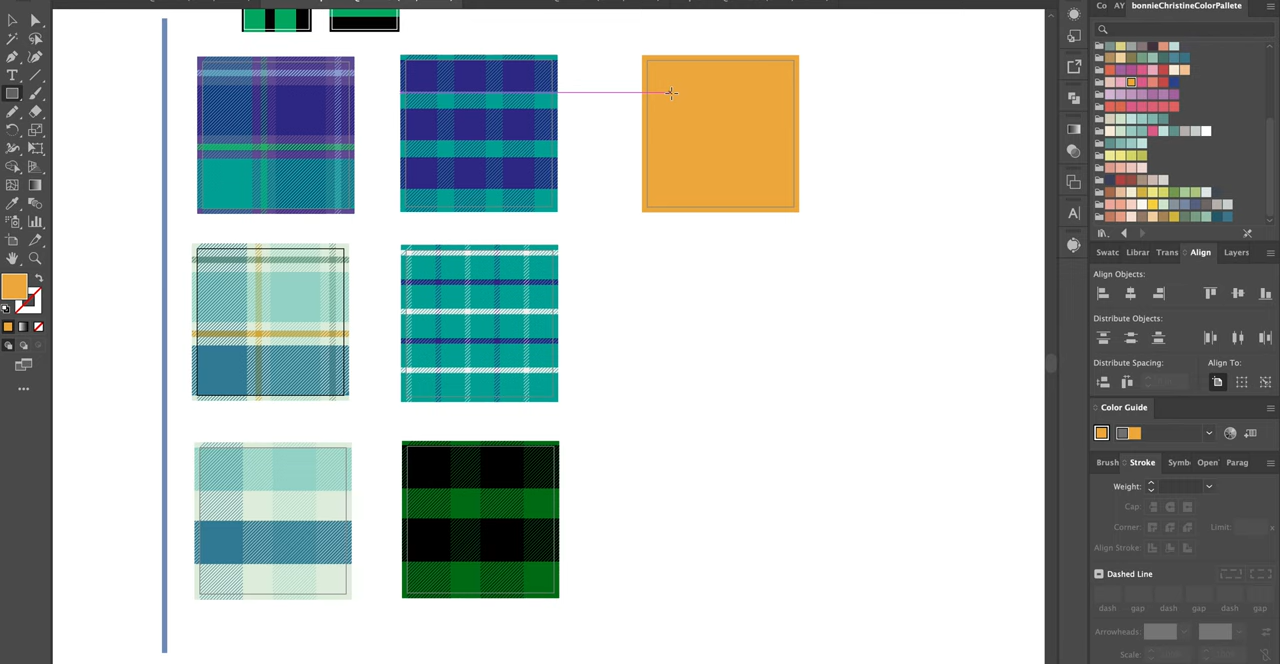 Co AY bonnieChristineColorPallete
Swatc Librar Trans Align Layers
Align Objects:
Distribute Objects:
Distribute Spacing: Align To:
Color Guide
Brush Stroke Symb Open Parag
Weight:
Cap:
Corner: Limit: x
Align Stroke:
Dashed Line
dash gap dash gap dash gap
Arrowheads:
Scale: